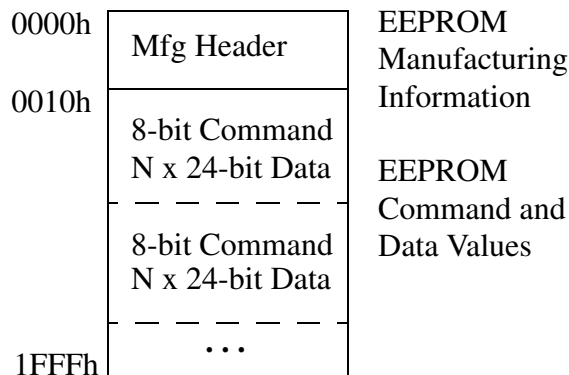 0000h
Mfg Header
EEPROM
Manufacturing
Information
0010h
8-bit Command
N x 24-bit Data
EEPROM
Command and
Data Values
8-bit Command
N x 24-bit Data
...
1FFFh